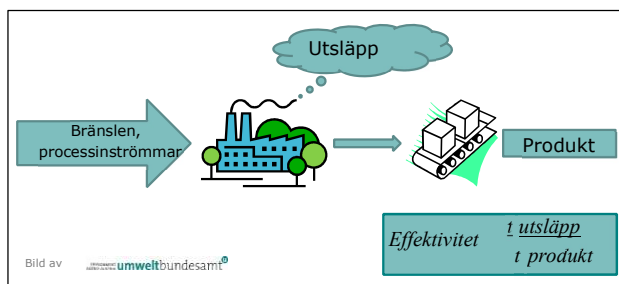 Utsläpp
Bränslen,
processinströmmar
Produkt
Effektivitet t utsläpp
t produkt
Bild av
umweltbundesamt